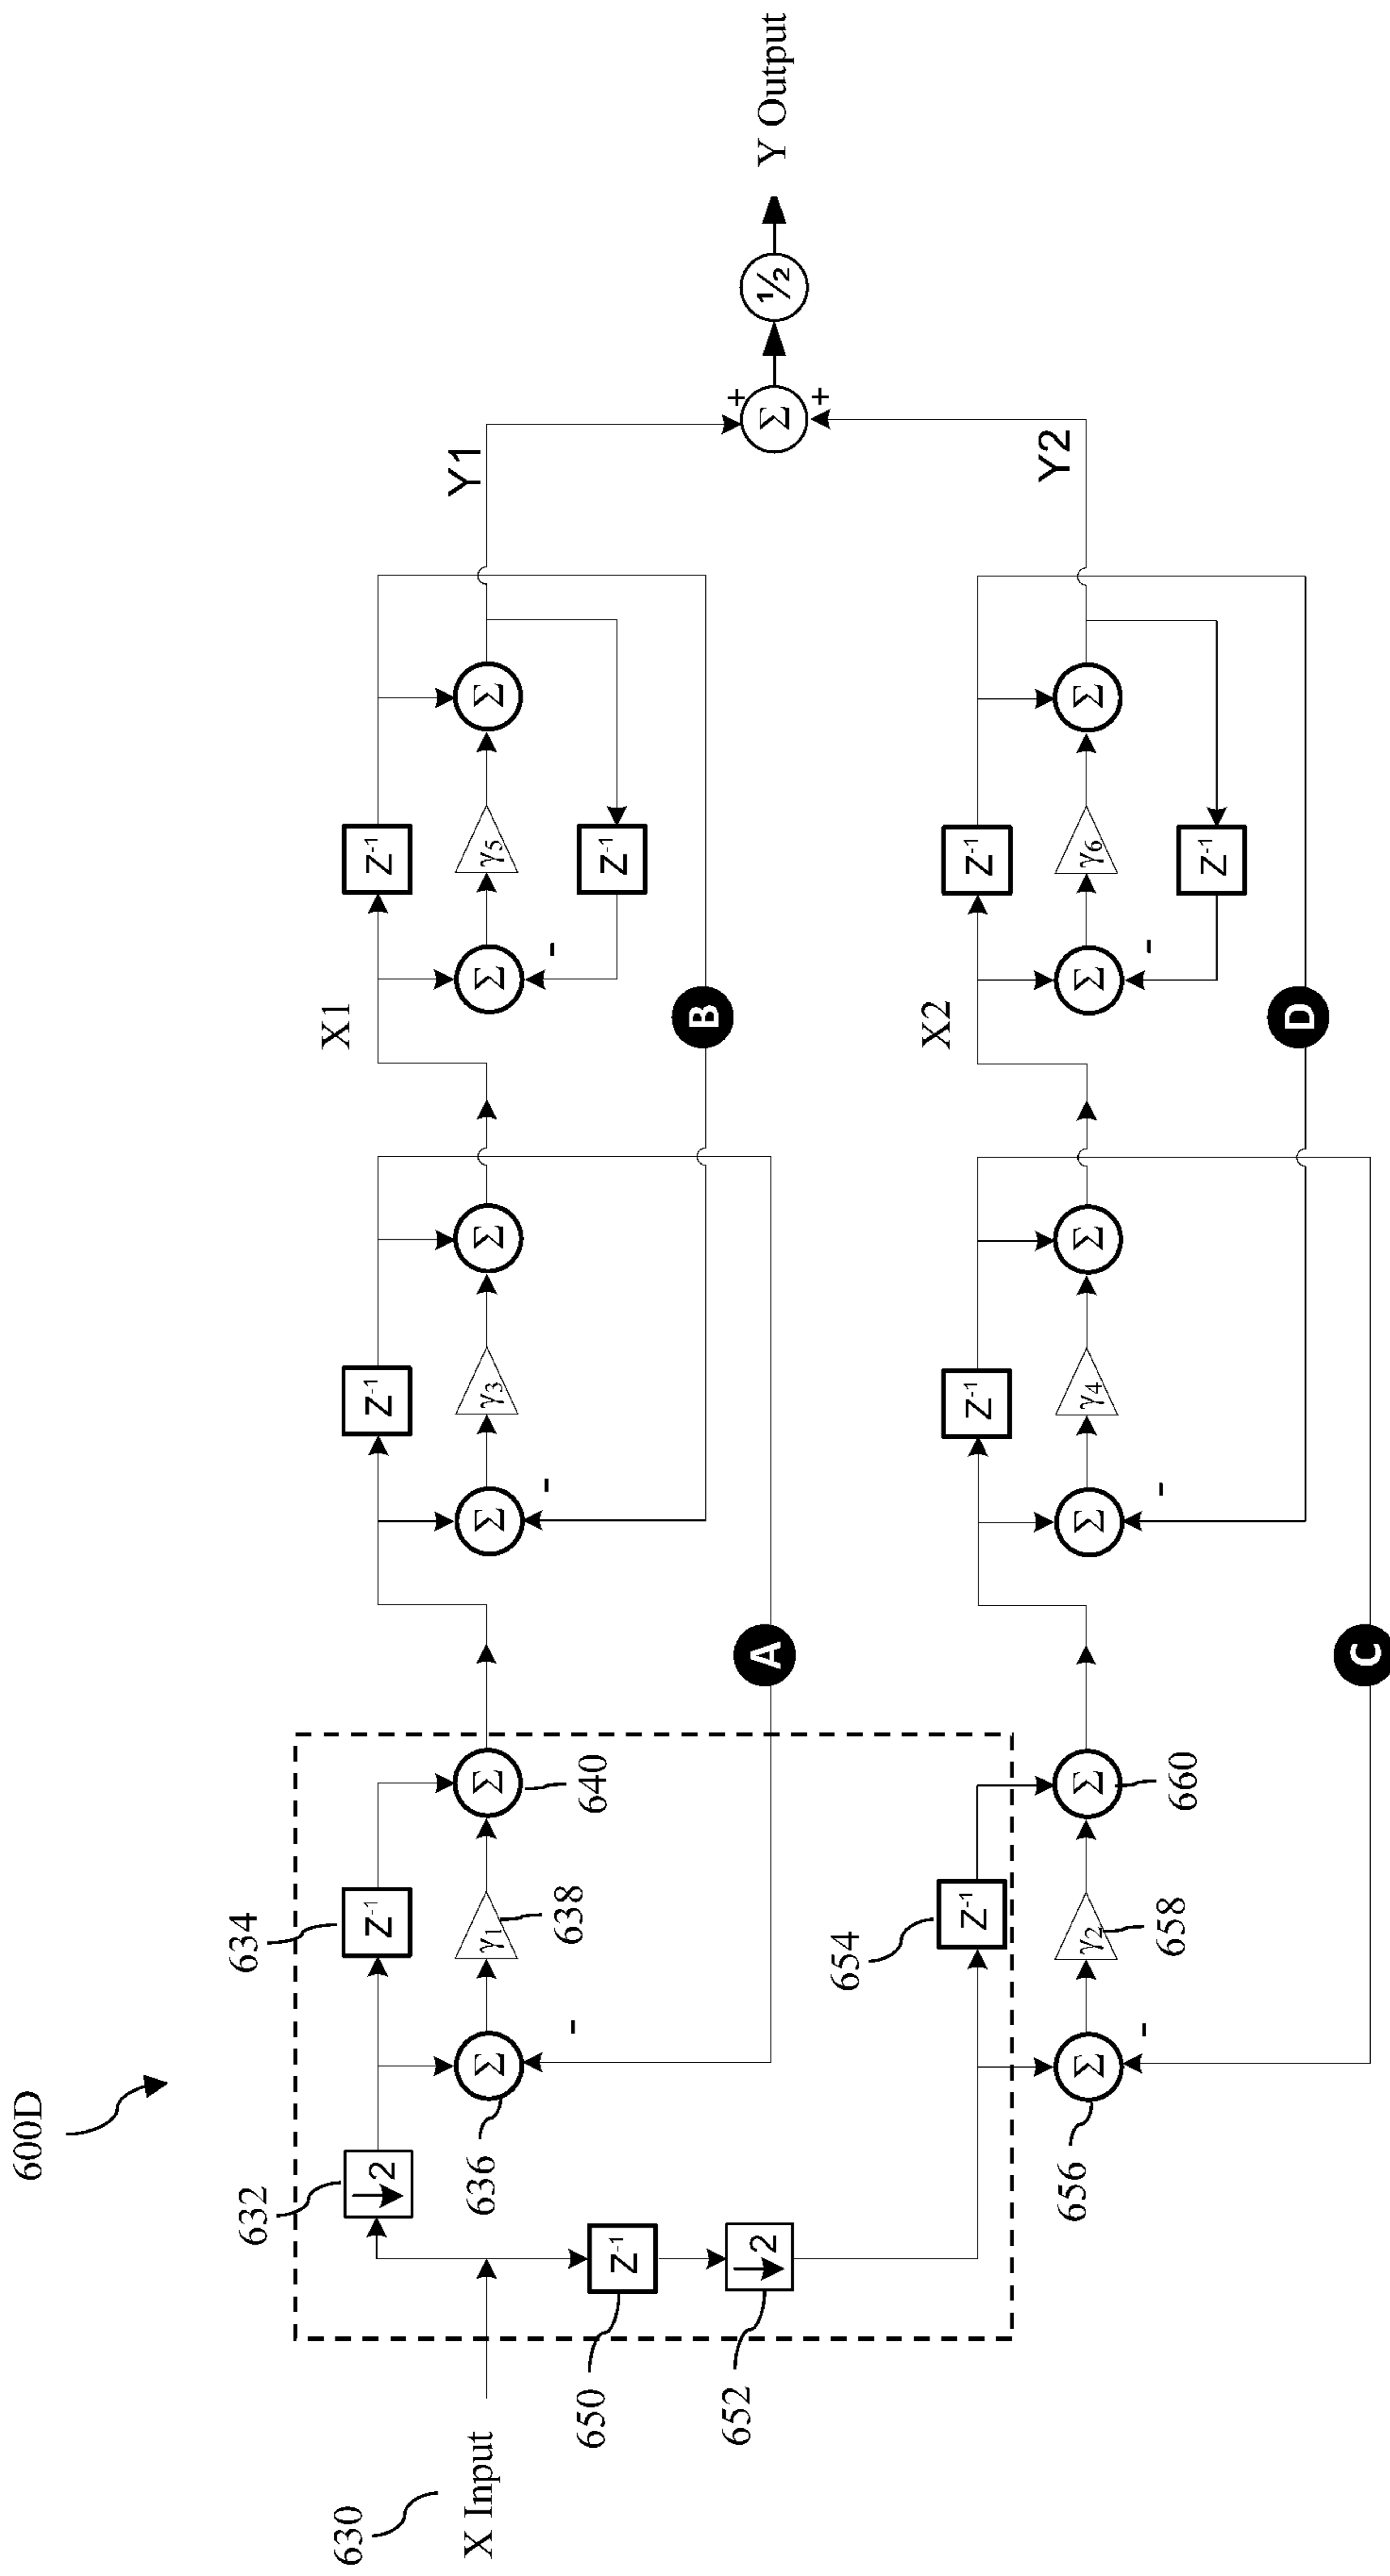 600D
630
X Input
632
↓2
634
Z⁻¹
636
Σ
-
γ₁
638
Σ
640
A
Z⁻¹
Σ
-
γ₃
Σ
B
X1
Z⁻¹
Σ
-
γ₅
Σ
Z⁻¹
Y1
650
Z⁻¹
652
↓2
654
Z⁻¹
656
Σ
-
γ₂
658
Σ
660
C
Z⁻¹
Σ
-
γ₄
Σ
D
X2
Z⁻¹
Σ
-
γ₆
Σ
Z⁻¹
Y2
+
Σ
+
½
Y Output